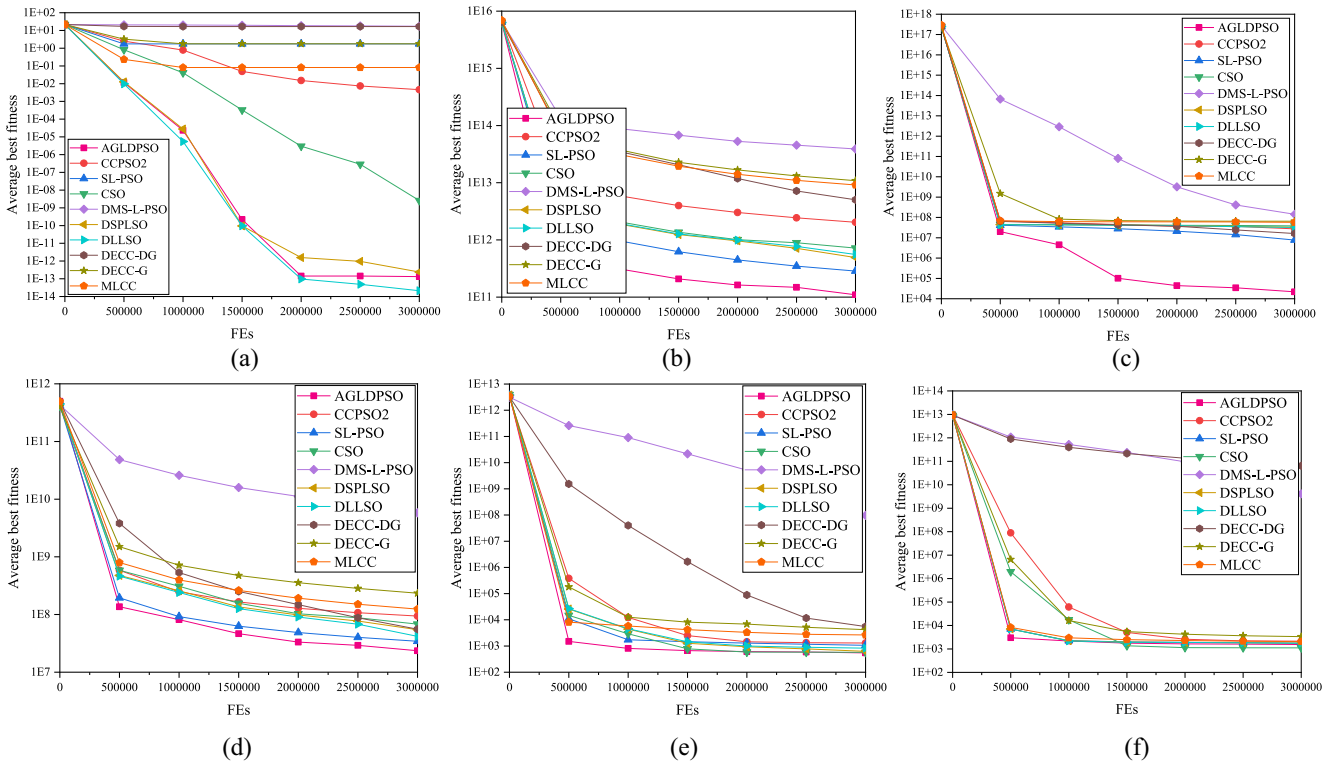 Average best fitness
1E+02
1E+01
1E+00
1E-01
1E-02
1E-03
1E-04
1E-05
1E-06
1E-07
1E-08
1E-09
1E-10
1E-11
1E-12
1E-13
1E-14
AGLDPSO
CCPSO2
SL-PSO
CSO
DMS-L-PSO
DSPLSO
DLLSO
DECC-DG
DECC-G
MLCC
0 500000 1000000 1500000 2000000 2500000 3000000
FEs
(a)
Average best fitness
1E16
1E15
1E14
1E13
1E12
1E11
AGLDPSO
CCPSO2
SL-PSO
CSO
DMS-L-PSO
DSPLSO
DLLSO
DECC-DG
DECC-G
MLCC
0 500000 1000000 1500000 2000000 2500000 3000000
FEs
(b)
Average best fitness
1E+18
1E+17
1E+16
1E+15
1E+14
1E+13
1E+12
1E+11
1E+10
1E+09
1E+08
1E+07
1E+06
1E+05
1E+04
AGLDPSO
CCPSO2
SL-PSO
CSO
DMS-L-PSO
DSPLSO
DLLSO
DECC-DG
DECC-G
MLCC
0 500000 1000000 1500000 2000000 2500000 3000000
FEs
(c)
Average best fitness
1E12
1E11
1E10
1E9
1E8
1E7
AGLDPSO
CCPSO2
SL-PSO
CSO
DMS-L-PSO
DSPLSO
DLLSO
DECC-DG
DECC-G
MLCC
0 500000 1000000 1500000 2000000 2500000 3000000
FEs
(d)
Average best fitness
1E+13
1E+12
1E+11
1E+10
1E+09
1E+08
1E+07
1E+06
1E+05
1E+04
1E+03
1E+02
AGLDPSO
CCPSO2
SL-PSO
CSO
DMS-L-PSO
DSPLSO
DLLSO
DECC-DG
DECC-G
MLCC
0 500000 1000000 1500000 2000000 2500000 3000000
FEs
(e)
Average best fitness
1E+14
1E+13
1E+12
1E+11
1E+10
1E+09
1E+08
1E+07
1E+06
1E+05
1E+04
1E+03
1E+02
AGLDPSO
CCPSO2
SL-PSO
CSO
DMS-L-PSO
DSPLSO
DLLSO
DECC-DG
DECC-G
MLCC
0 500000 1000000 1500000 2000000 2500000 3000000
FEs
(f)